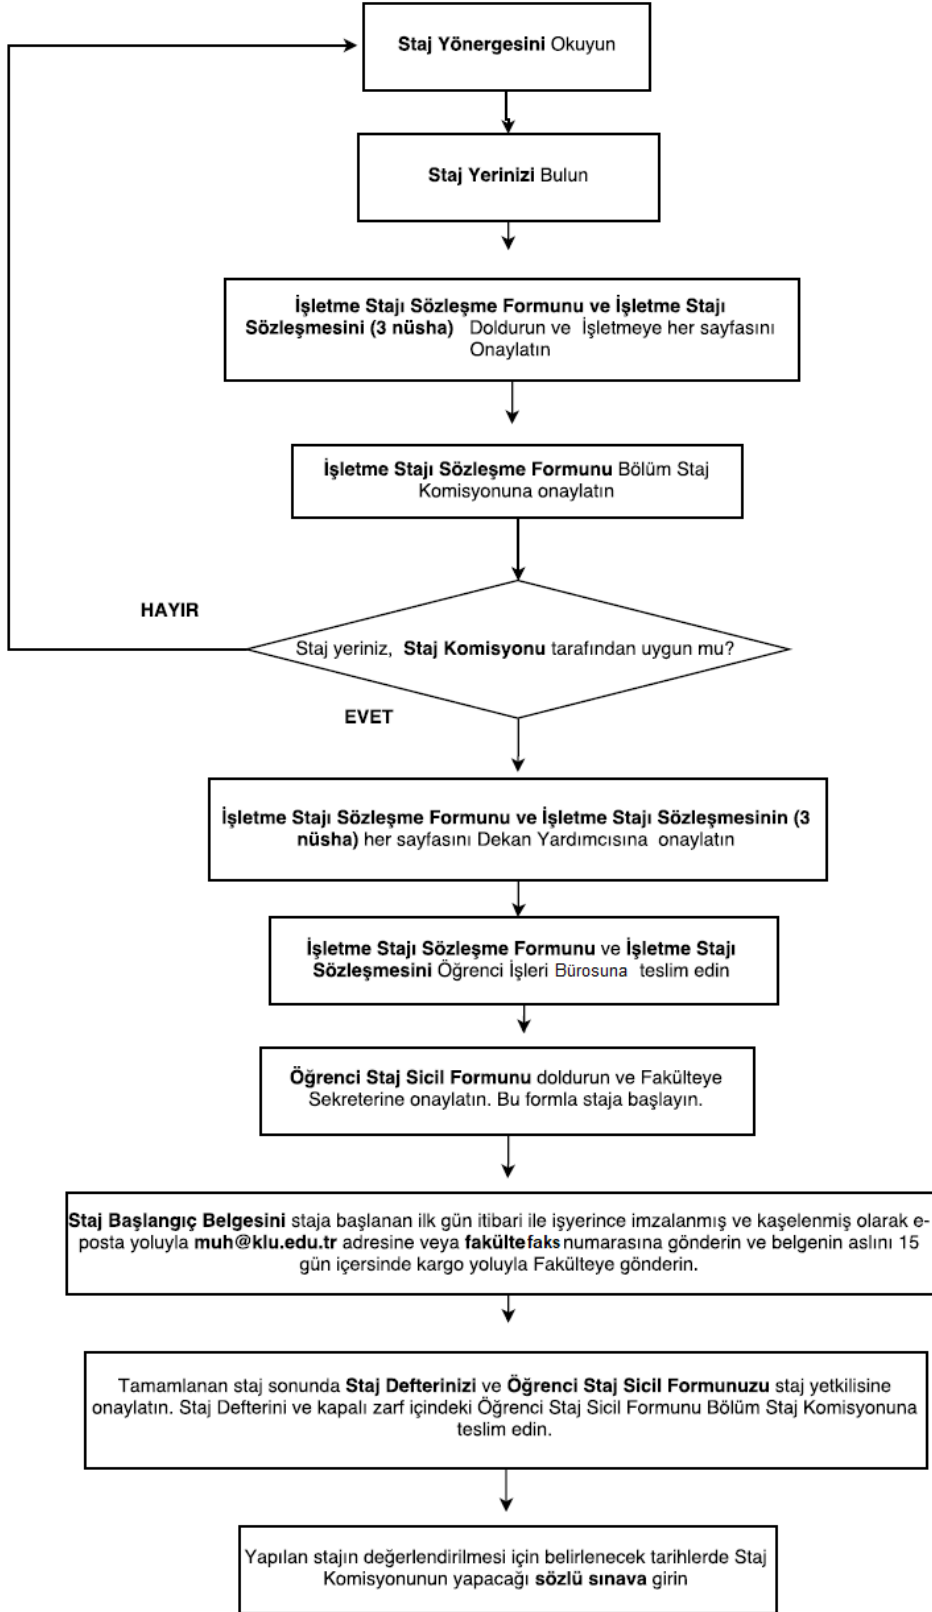 Staj Yönergesini Okuyun
Staj Yerinizi Bulun
İşletme Stajı Sözleşme Formunu ve İşletme Stajı
Sözleşmesini (3 nüsha) Doldurun ve İşletmeye her sayfasını
Onaylatın
İşletme Stajı Sözleşme Formunu Bölüm Staj
Komisyonuna onaylatın
HAYIR
Staj yeriniz, Staj Komisyonu tarafından uygun mu?
EVET
İşletme Stajı Sözleşme Formunu ve İşletme Stajı Sözleşmesinin (3
nüsha) her sayfasını Dekan Yardımcısına onaylatın
İşletme Stajı Sözleşme Formunu ve İşletme Stajı
Sözleşmesini Öğrenci İşleri Bürosuna teslim edin
Öğrenci Staj Sicil Formunu doldurun ve Fakülteye
Sekreterine onaylatın. Bu formla staja başlayın.
Staj Başlangıç Belgesini staja başlanan ilk gün itibari ile işyerince imzalanmış ve kaşelenmiş olarak e-
posta yoluyla muh@klu.edu.tr adresine veya fakülte faks numarasına gönderin ve belgenin aslını 15
gün içersinde kargo yoluyla Fakülteye gönderin.
Tamamlanan staj sonunda Staj Defterinizi ve Öğrenci Staj Sicil Formunuzu staj yetkilisine
onaylatın. Staj Defterini ve kapalı zarf içindeki Öğrenci Staj Sicil Formunu Bölüm Staj Komisyonuna
teslim edin.
Yapılan stajın değerlendirilmesi için belirlenecek tarihlerde Staj
Komisyonunun yapacağı sözlü sınava girin